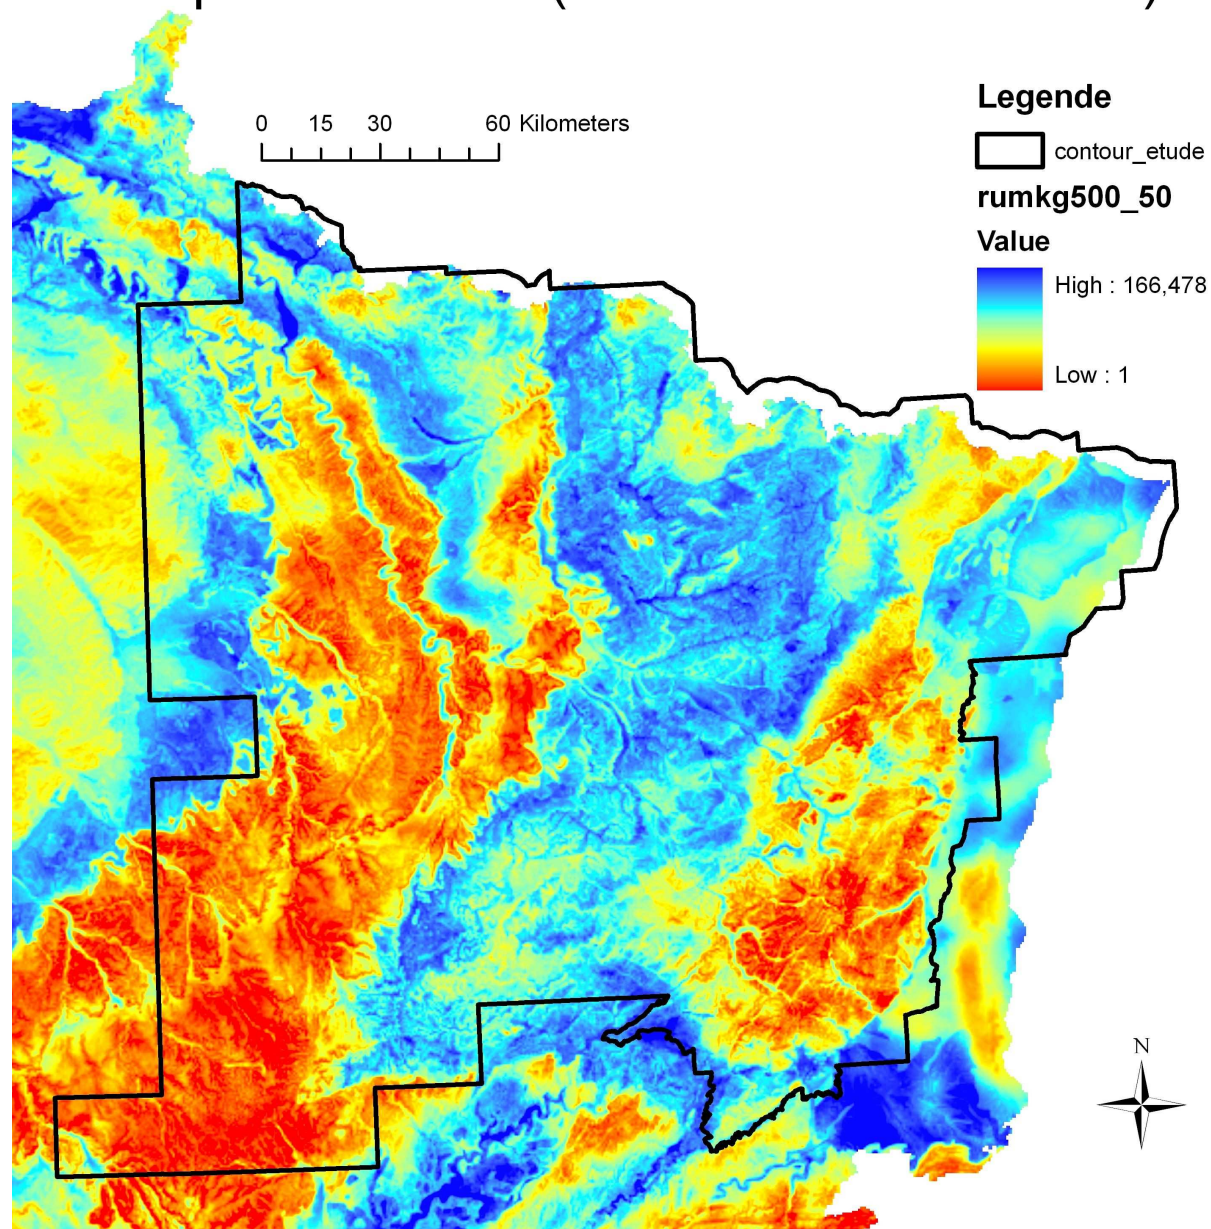 Legende
0 15 30 60 Kilometers
contour_etude
rumkg500_50
Value
High : 166,478
Low : 1
N